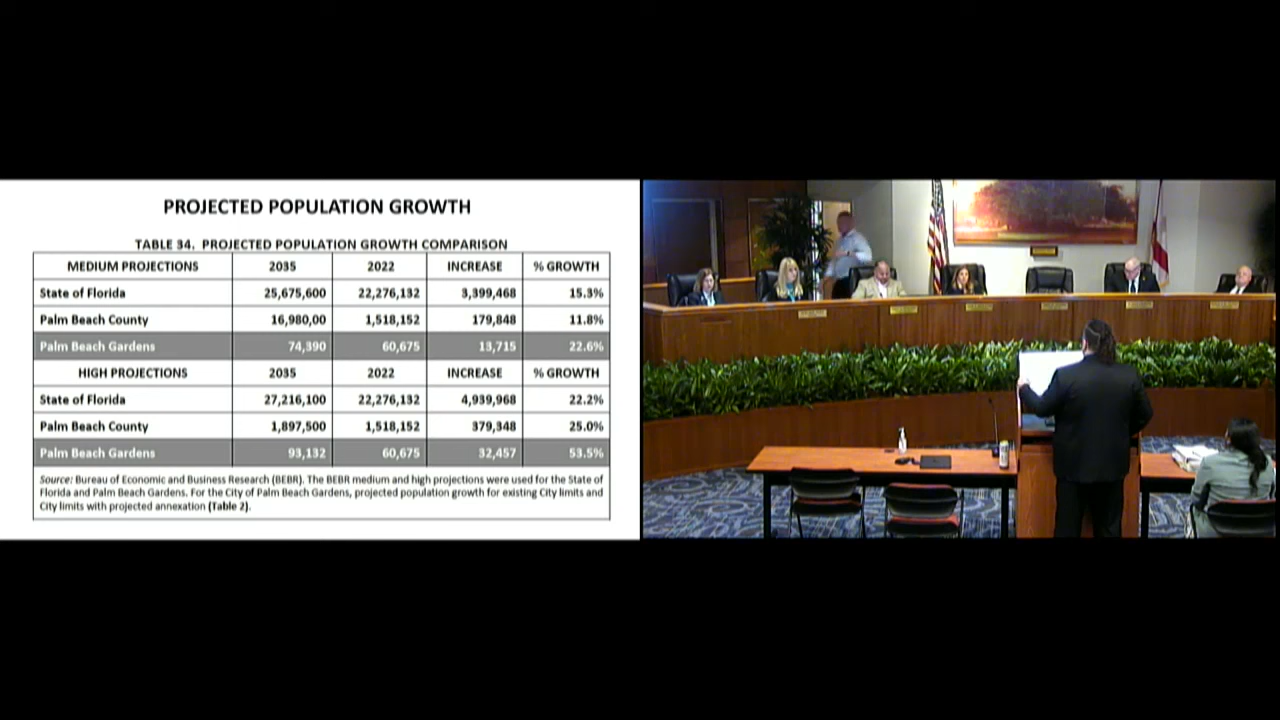 PROJECTED POPULATION GROWTH
TABLE 34. PROJECTED POPULATION GROWTH COMPARISON
MEDIUM PROJECTIONS 2035 2022 INCREASE % GROWTH
State of Florida 25,675,600 22,276,132 3,399,468 15.3%
Palm Beach County 16,980,00 1,518,152 179,848 11.8%
Palm Beach Gardens 74,390 60,675 13,715 22.6%
HIGH PROJECTIONS 2035 2022 INCREASE % GROWTH
State of Florida 27,216,100 22,276,132 4,939,968 22.2%
Palm Beach County 1,897,500 1,518,152 379,348 25.0%
Palm Beach Gardens 93,132 60,675 32,457 53.5%
Source: Bureau of Economic and Business Research (BEBR). The BEBR medium and high projections were used for the State of
Florida and Palm Beach Gardens. For the City of Palm Beach Gardens, projected population growth for existing City limits and
City limits with projected annexation (Table 2).